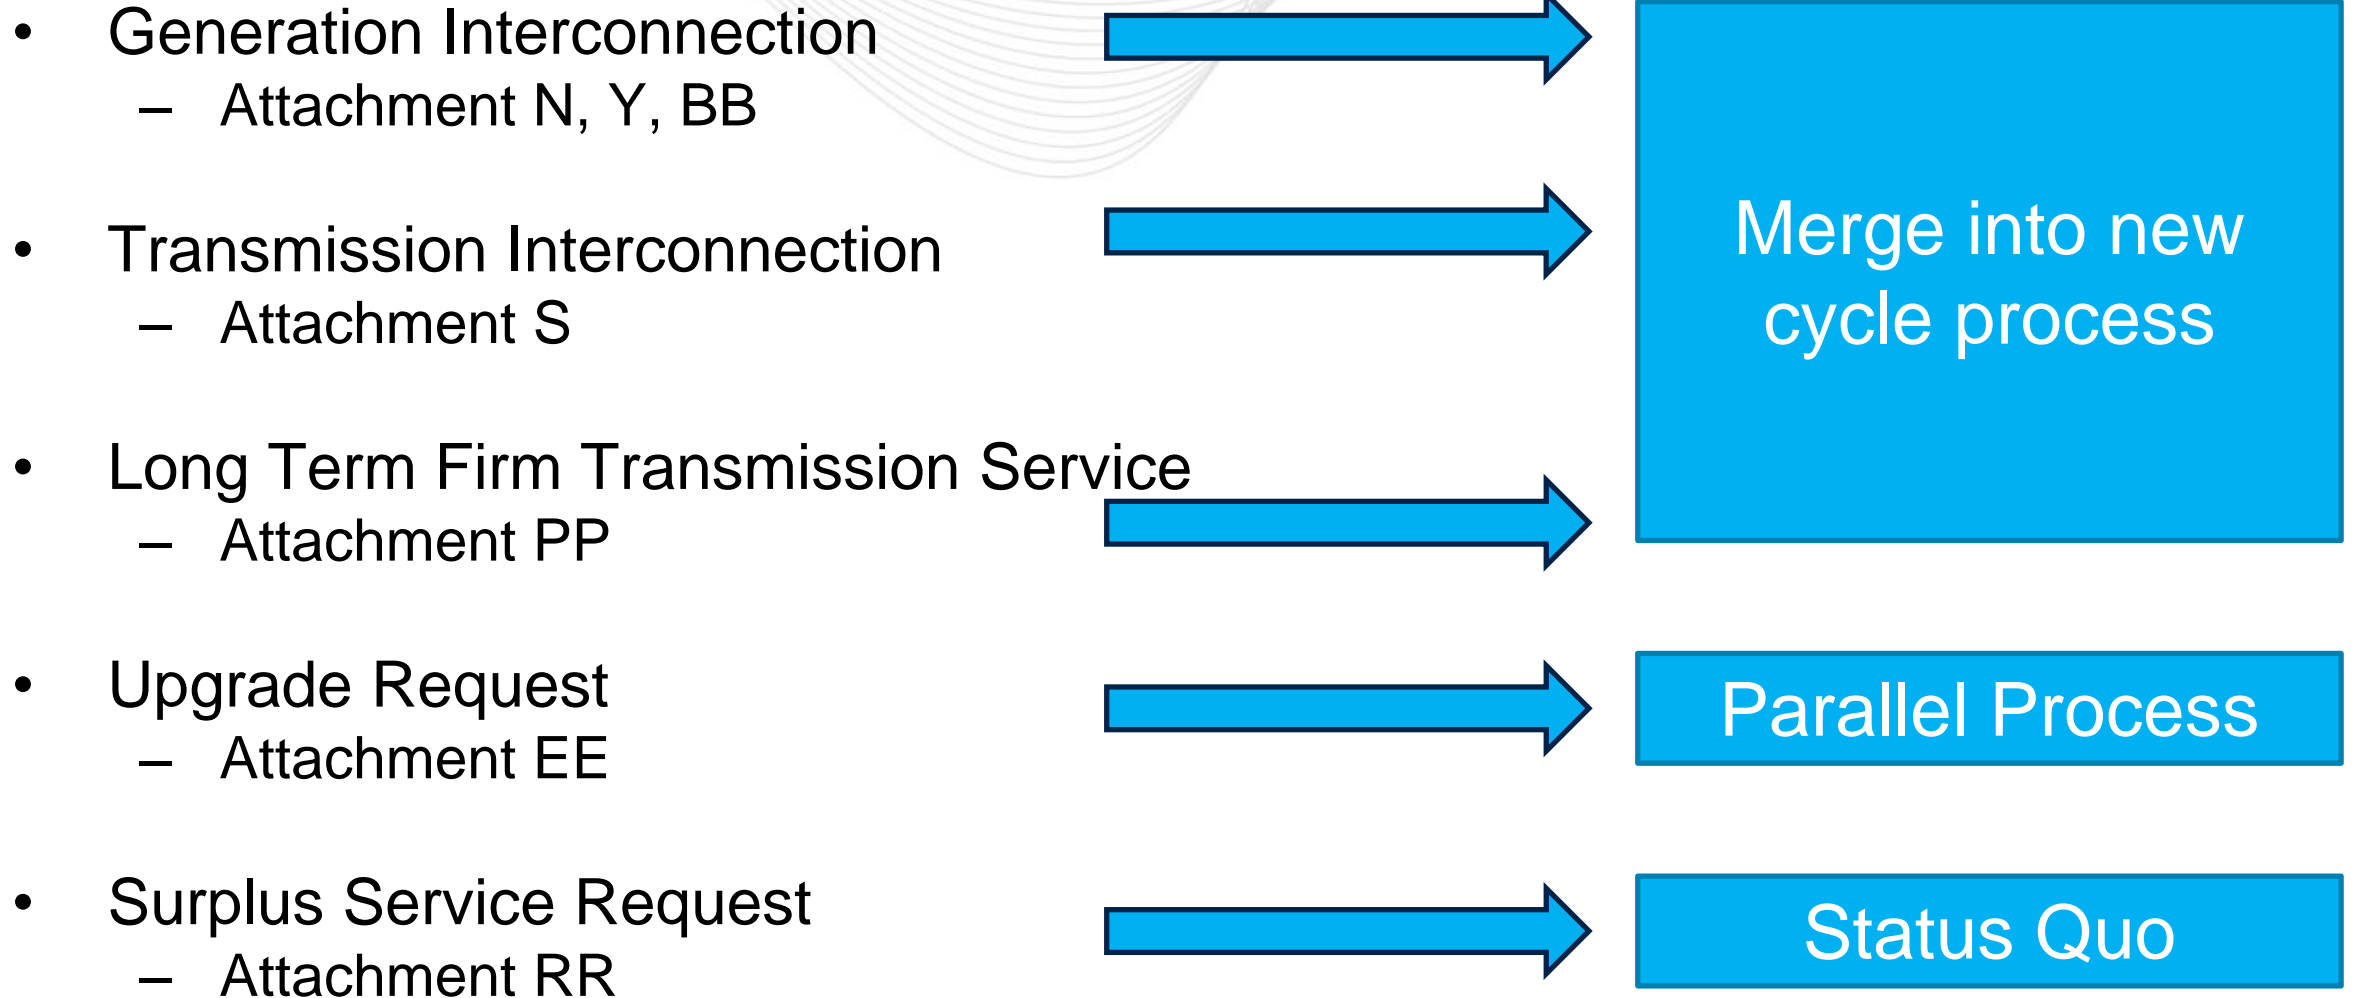 • Generation Interconnection
– Attachment N, Y, BB
• Transmission Interconnection
– Attachment S
• Long Term Firm Transmission Service
– Attachment PP
• Upgrade Request
– Attachment EE
• Surplus Service Request
– Attachment RR
Merge into new
cycle process
Parallel Process
Status Quo